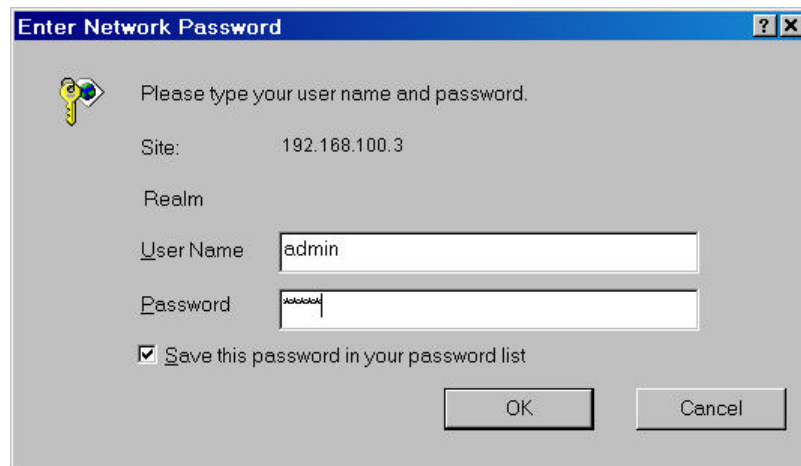 Enter Network Password
Please type your user name and password.
Site: 192.168.100.3
Realm
User Name admin
Password *****
Save this password in your password list
OK Cancel